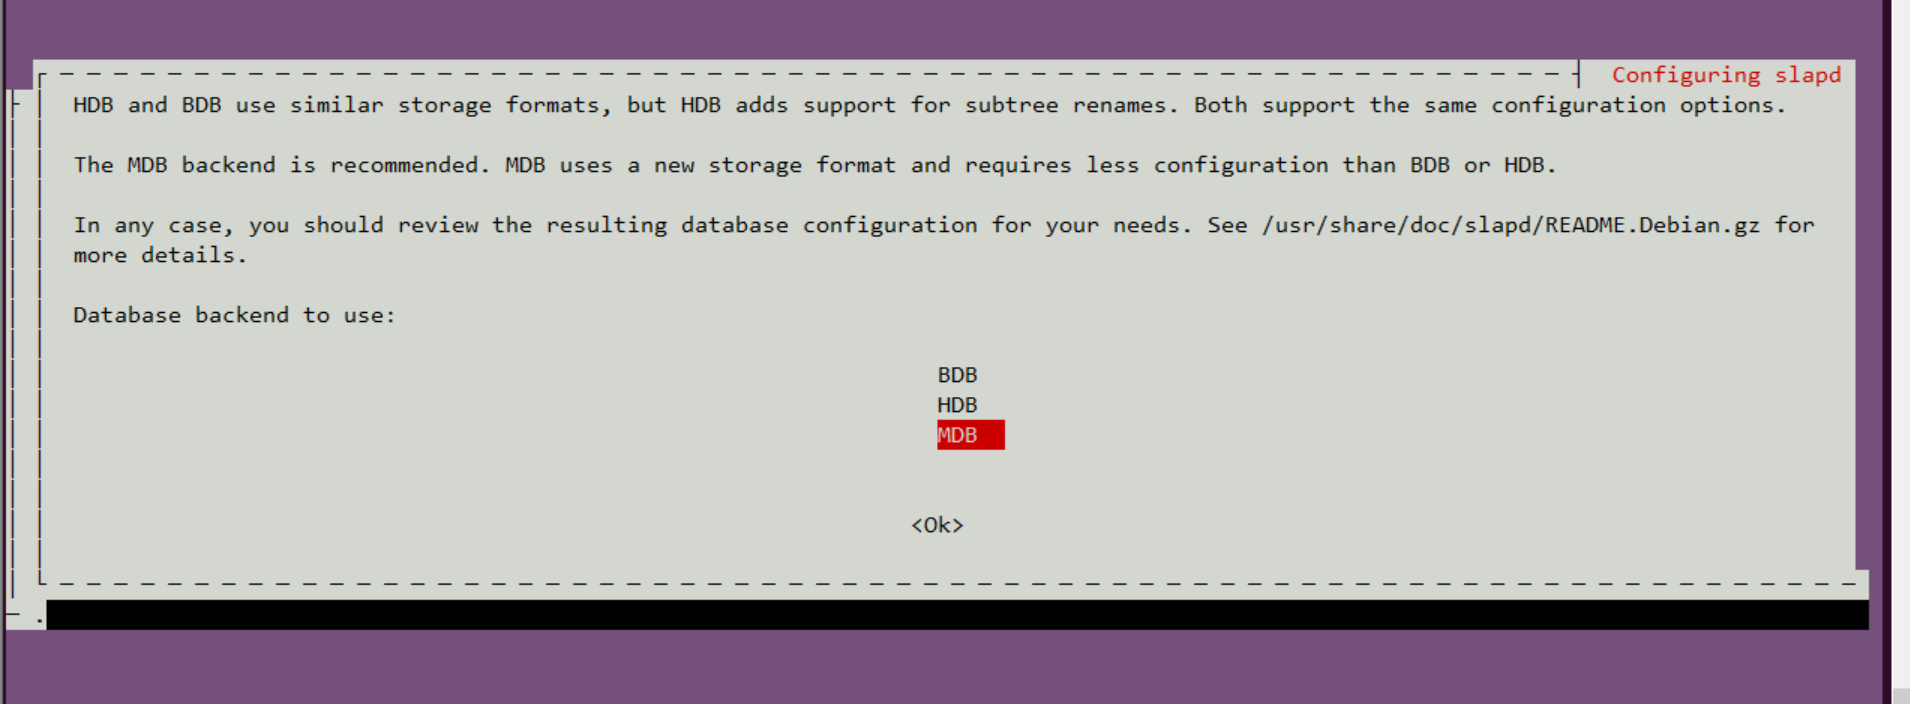 Configuring slapd
HDB and BDB use similar storage formats, but HDB adds support for subtree renames. Both support the same configuration options.
The MDB backend is recommended. MDB uses a new storage format and requires less configuration than BDB or HDB.
In any case, you should review the resulting database configuration for your needs. See /usr/share/doc/slapd/README.Debian.gz for
more details.
Database backend to use:
BDB
HDB
MDB
<Ok>